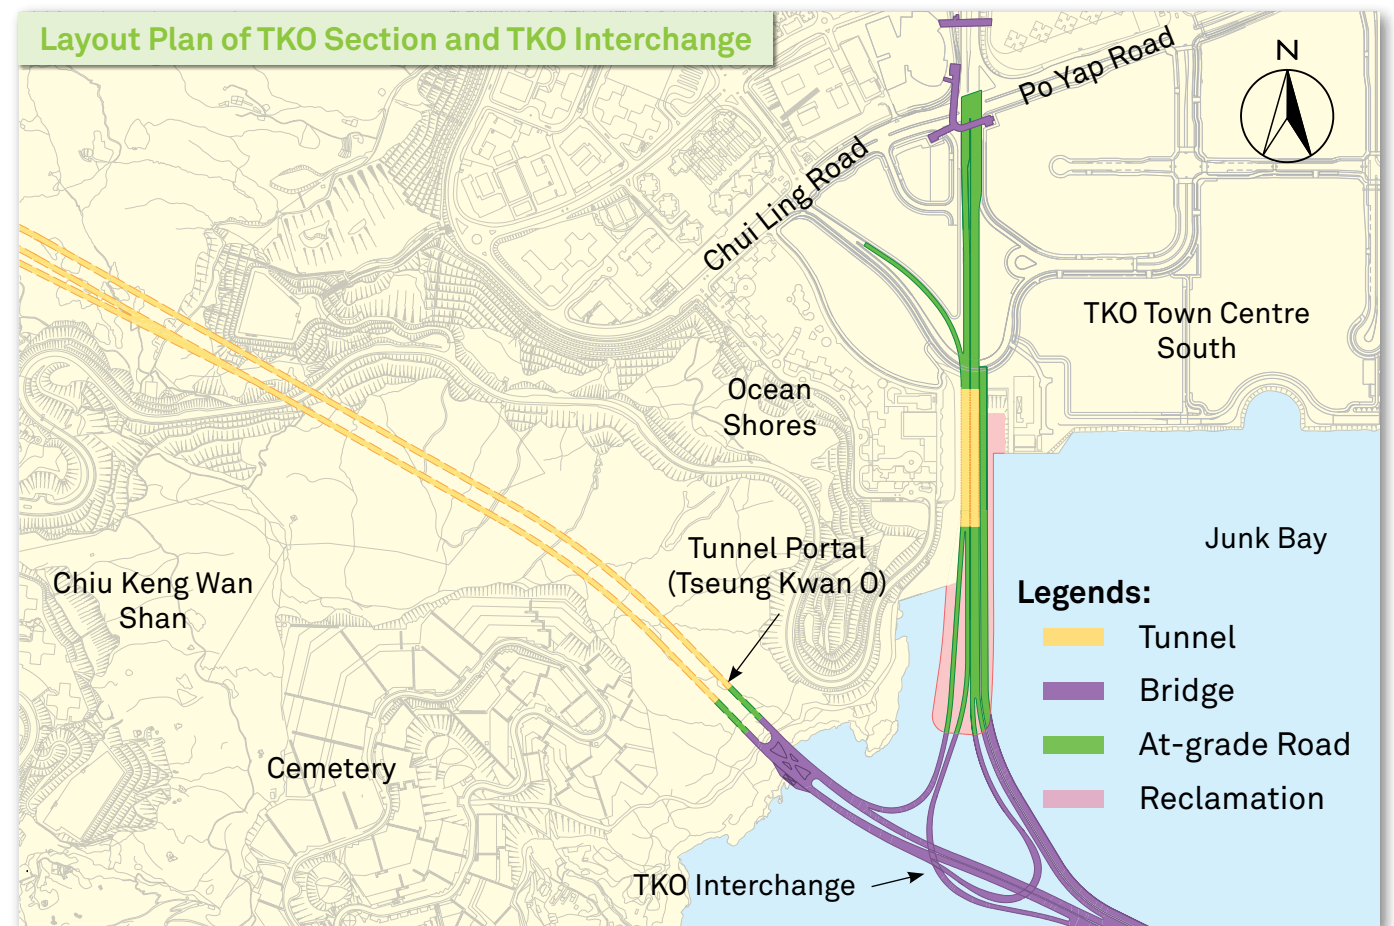 Layout Plan of TKO Section and TKO Interchange
N
Po Yap Road
Chui Ling Road
TKO Town Centre
South
Ocean
Shores
Junk Bay
Tunnel Portal
(Tseung Kwan O)
Chiu Keng Wan
Shan
Cemetery
TKO Interchange
Legends:
Tunnel
Bridge
At-grade Road
Reclamation